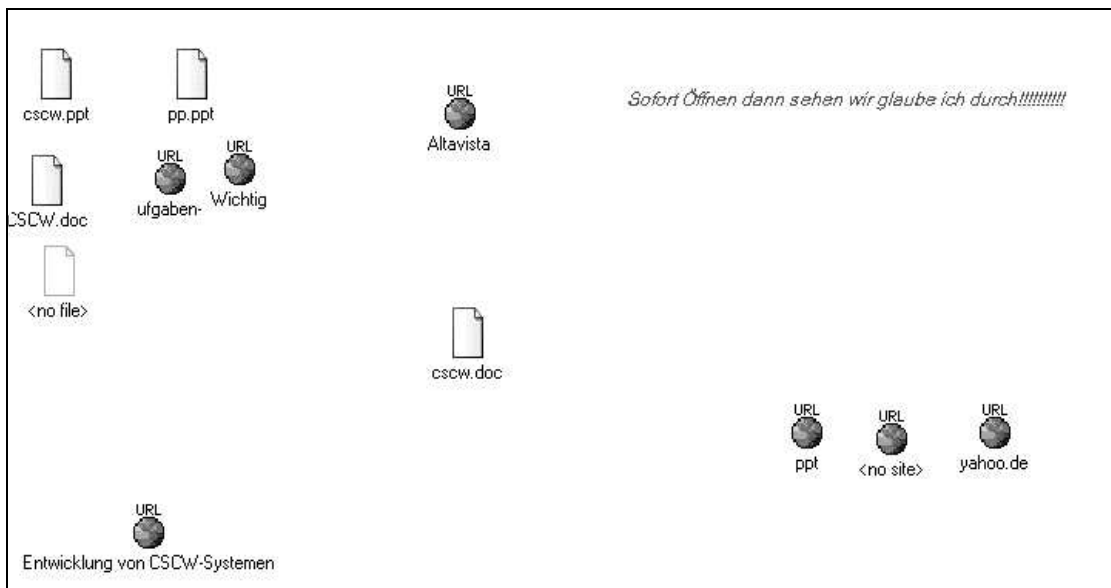 cscw.ppt
pp.ppt
URL
Altavista
Sofort Öffnen dann sehen wir glaube ich durch!!!!!!!!!!
CSCW.doc
URL
ufgaben-
URL
Wichtig
<no file>
cscw.doc
URL
ppt
URL
<no site>
URL
yahoo.de
URL
Entwicklung von CSCW-Systemen